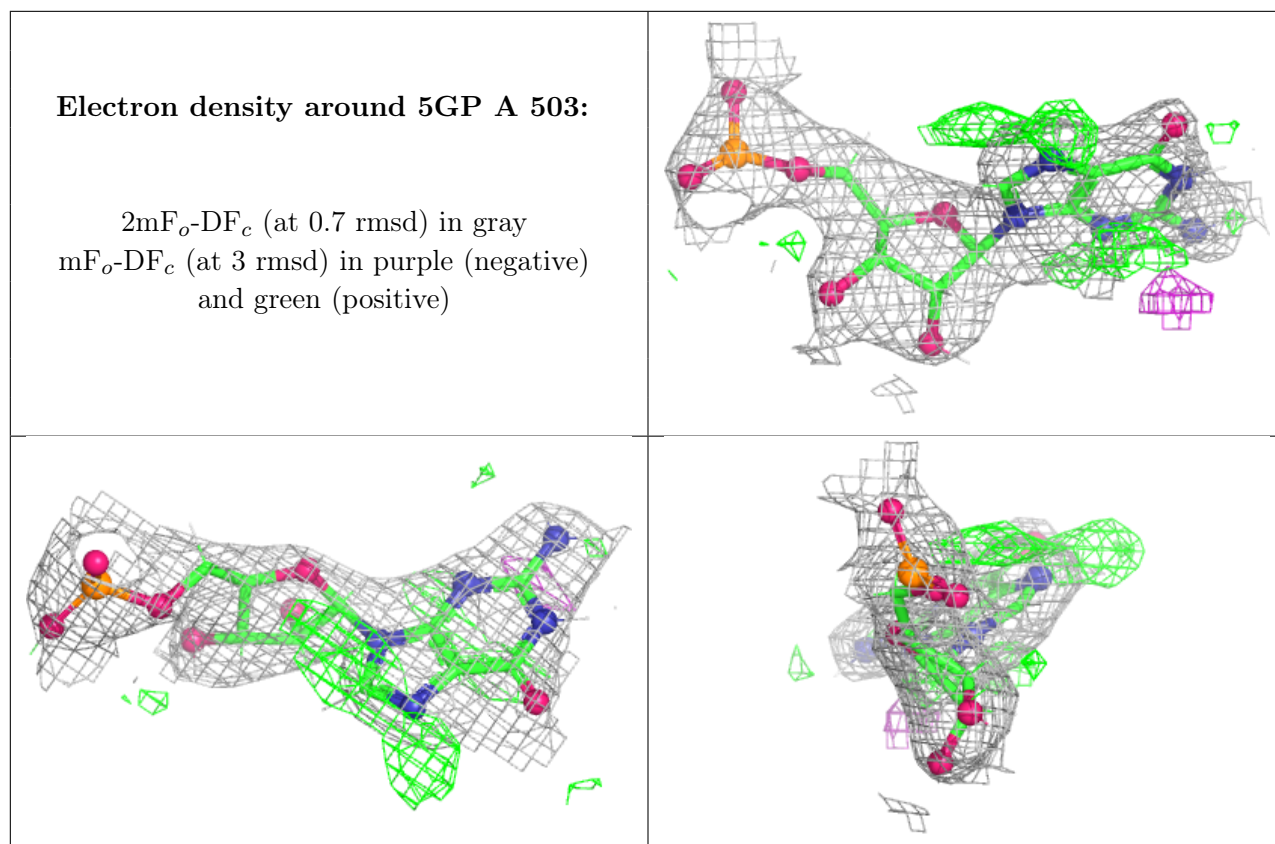 Electron density around 5GP A 503:
2mFo-DFc (at 0.7 rmsd) in gray
mFo-DFc (at 3 rmsd) in purple (negative)
and green (positive)